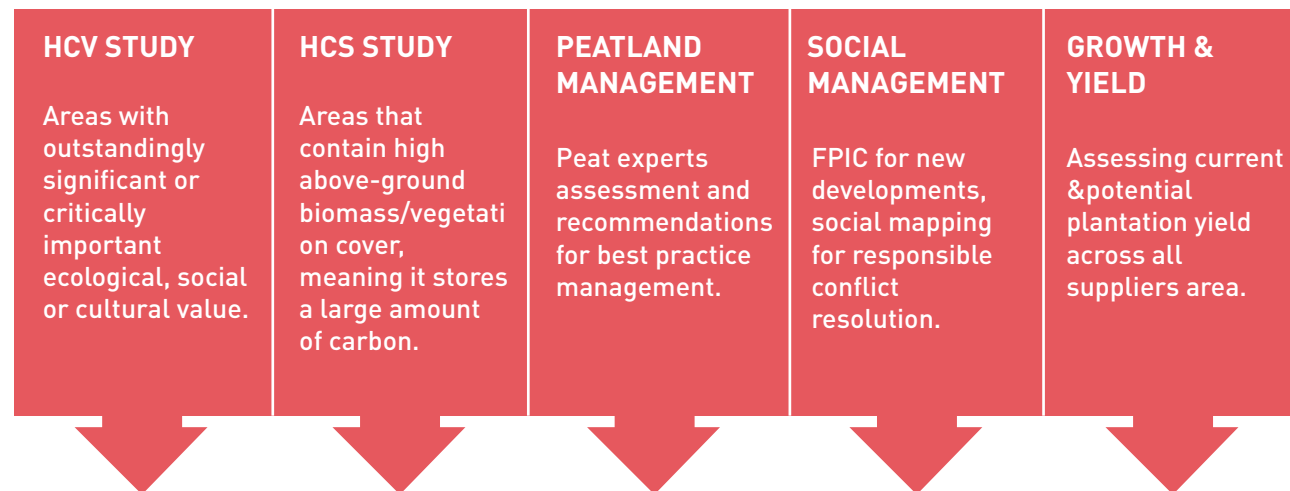 HCV STUDY
Areas with
outstandingly
significant or
critically
important
ecological, social
or cultural value.
HCS STUDY
Areas that
contain high
above-ground
biomass/vegetati
on cover,
meaning it stores
a large amount
of carbon.
PEATLAND
MANAGEMENT
Peat experts
assessment and
recommendations
for best practice
management.
SOCIAL
MANAGEMENT
FPIC for new
developments,
social mapping
for responsible
conflict
resolution.
GROWTH &
YIELD
Assessing current
&potential
plantation yield
across all
suppliers area.